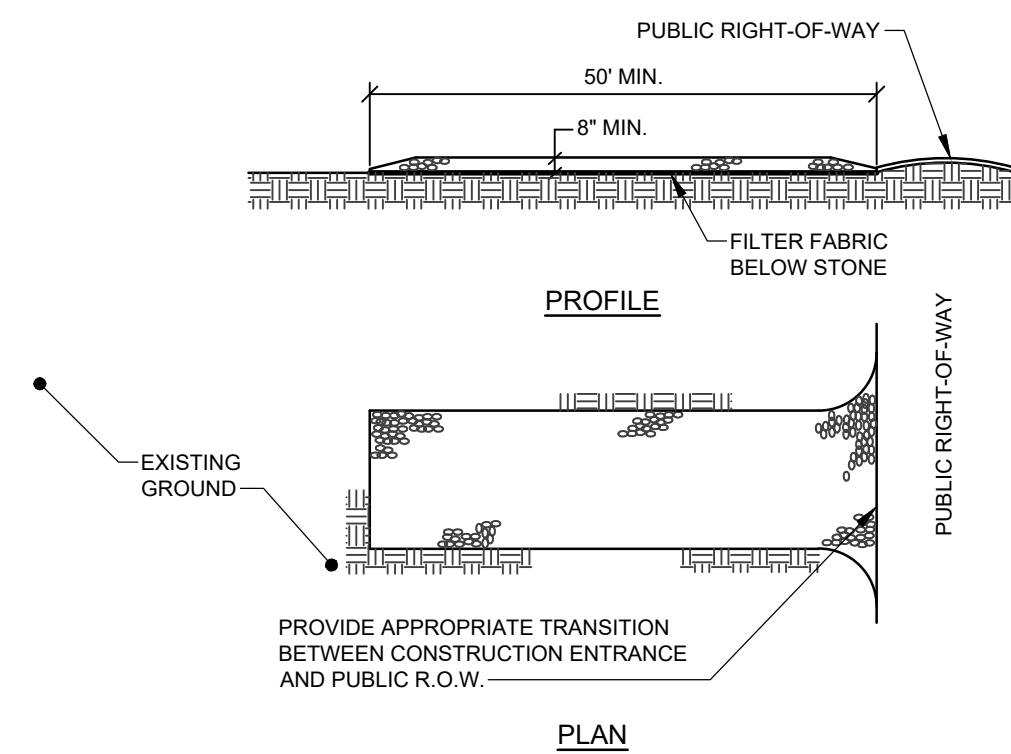 PUBLIC RIGHT-OF-WAY
50' MIN.
8" MIN.
FILTER FABRIC
BELOW STONE
PROFILE
PUBLIC RIGHT-OF-WAY
EXISTING
GROUND
PROVIDE APPROPRIATE TRANSITION
BETWEEN CONSTRUCTION ENTRANCE
AND PUBLIC R.O.W.
PLAN